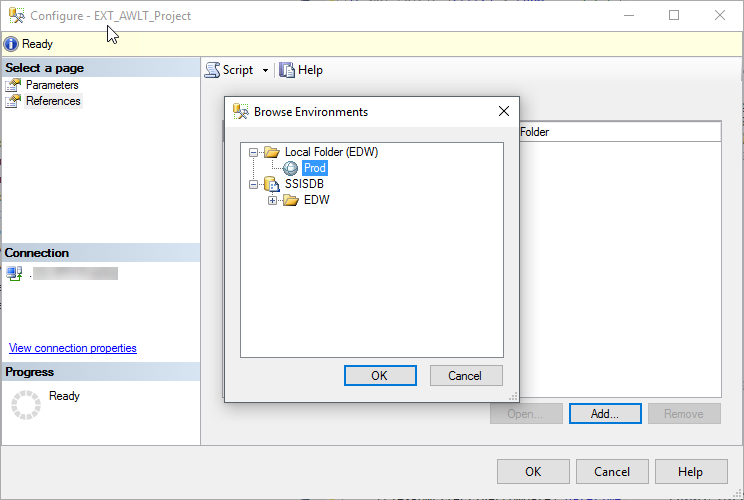 Configure - EXT_AWLT_Project
Ready
Select a page
Parameters
References
Script
Help
Browse Environments
Folder
Local Folder (EDW)
Prod
SSISDB
EDW
Connection
View connection properties
Progress
Ready
OK
Cancel
Open...
Add...
Remove
OK
Cancel
Help